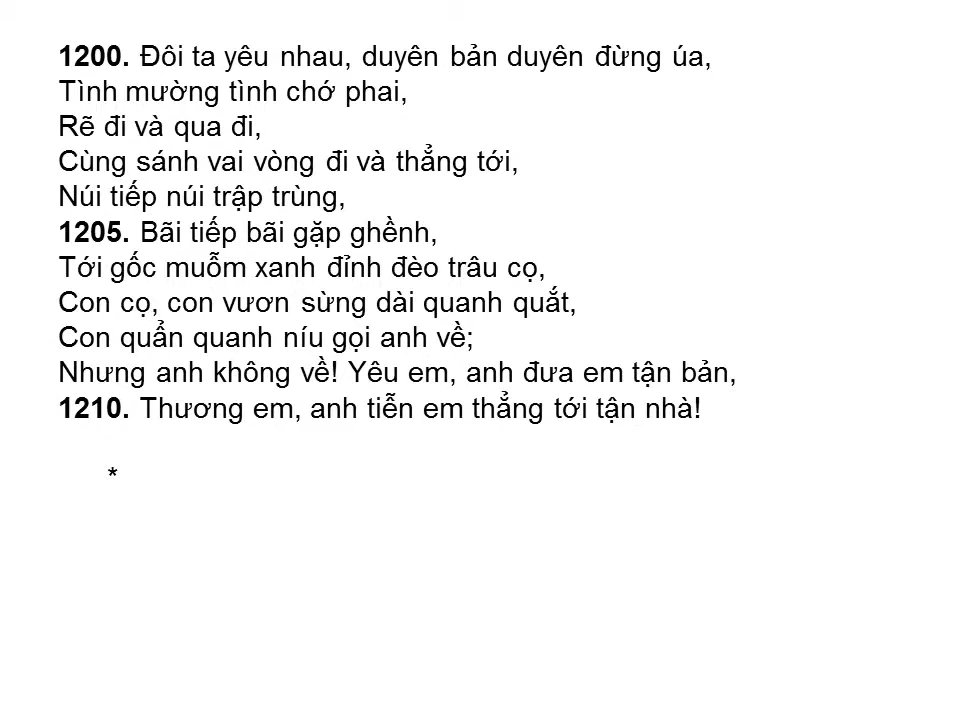 1200. Đôi ta yêu nhau, duyên bản duyên đừng úa,
Tình mường tình chớ phai,
Rẽ đi và qua đi,
Cùng sánh vai vòng đi và thẳng tới,
Núi tiếp núi trập trùng,
1205. Bãi tiếp bãi gặp ghềnh,
Tới gốc muỗm xanh đỉnh đèo trâu cọ,
Con cọ, con vươn sừng dài quanh quắt,
Con quẩn quanh níu gọi anh về;
Nhưng anh không về! Yêu em, anh đưa em tận bản,
1210. Thương em, anh tiễn em thẳng tới tận nhà!
*